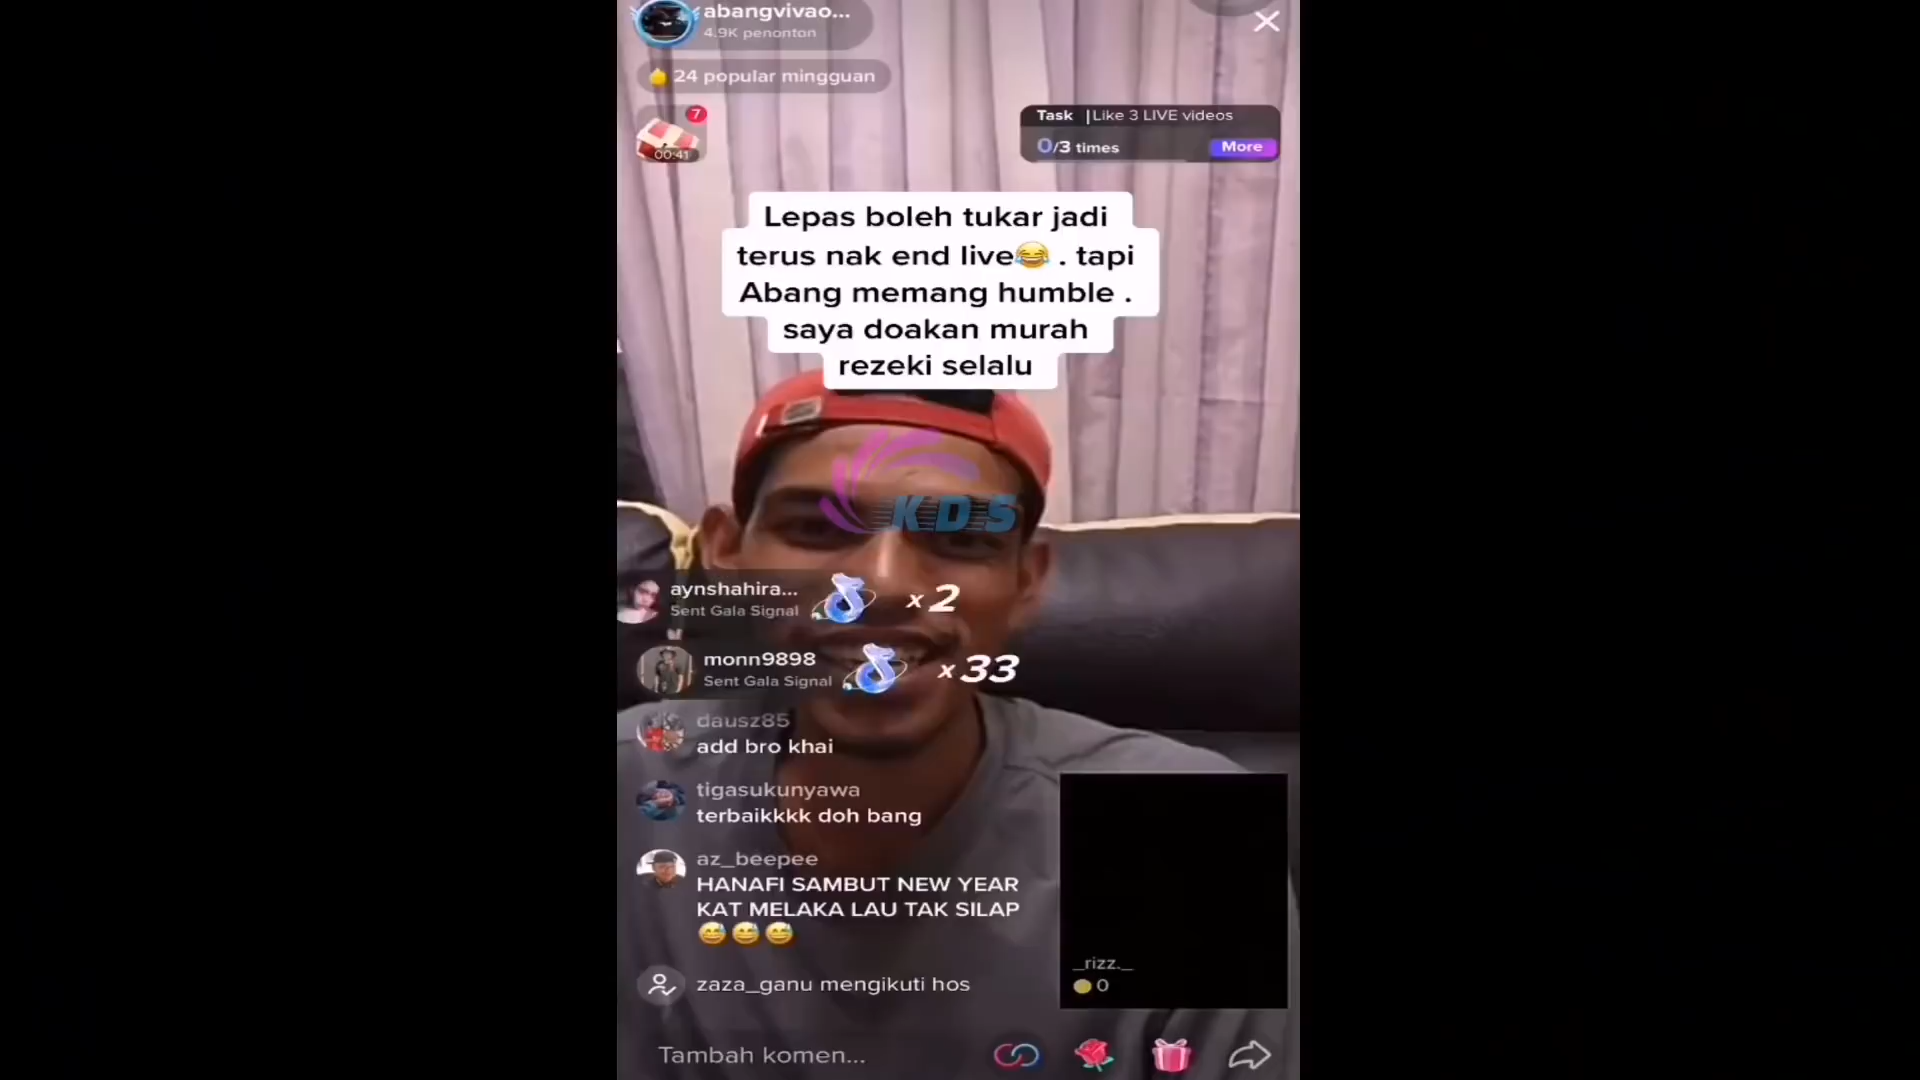 abangvivao...
4.9K penonton
24 popular mingguan
7
00:41
Task |Like 3 LIVE videos
0/3 times More
Lepas boleh tukar jadi
terus nak end live😂 . tapi
Abang memang humble .
saya doakan murah
rezeki selalu
KDS
aynshahira...
Sent Gala Signal
x 2
monn9898
Sent Gala Signal
x 33
dausz85
add bro khai
tigasukunyawa
terbaikkkk doh bang
az_beepee
HANAFI SAMBUT NEW YEAR
KAT MELAKA LAU TAK SILAP
😅😅😅
zaza_ganu mengikuti hos
_rizz._
0
Tambah komen...